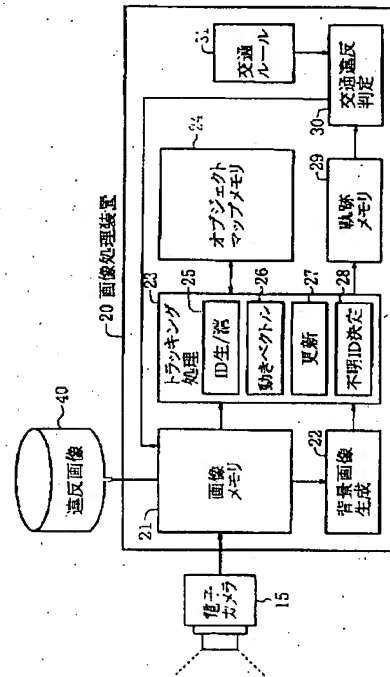 40
違反画像
20 画像処理装置
15
電子
カメラ
21
画像
メモリ
22
背景画像
生成
23
トラッキング
処理
25
ID生/消
26
動きベクトル
27
更新
28
不明ID決定
24
オブジェクト
マップメモリ
29
軌跡
メモリ
31
交通
ルール
30
交通違反
判定